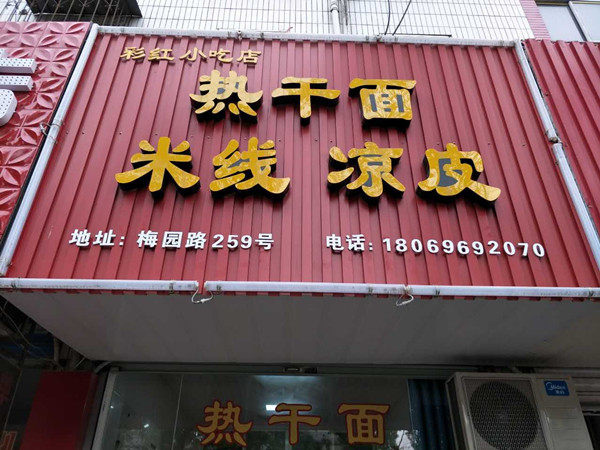 彩红小吃店
热干面
米线 凉皮
地址: 梅园路259号 电话: 18069692070
热干面
Midea